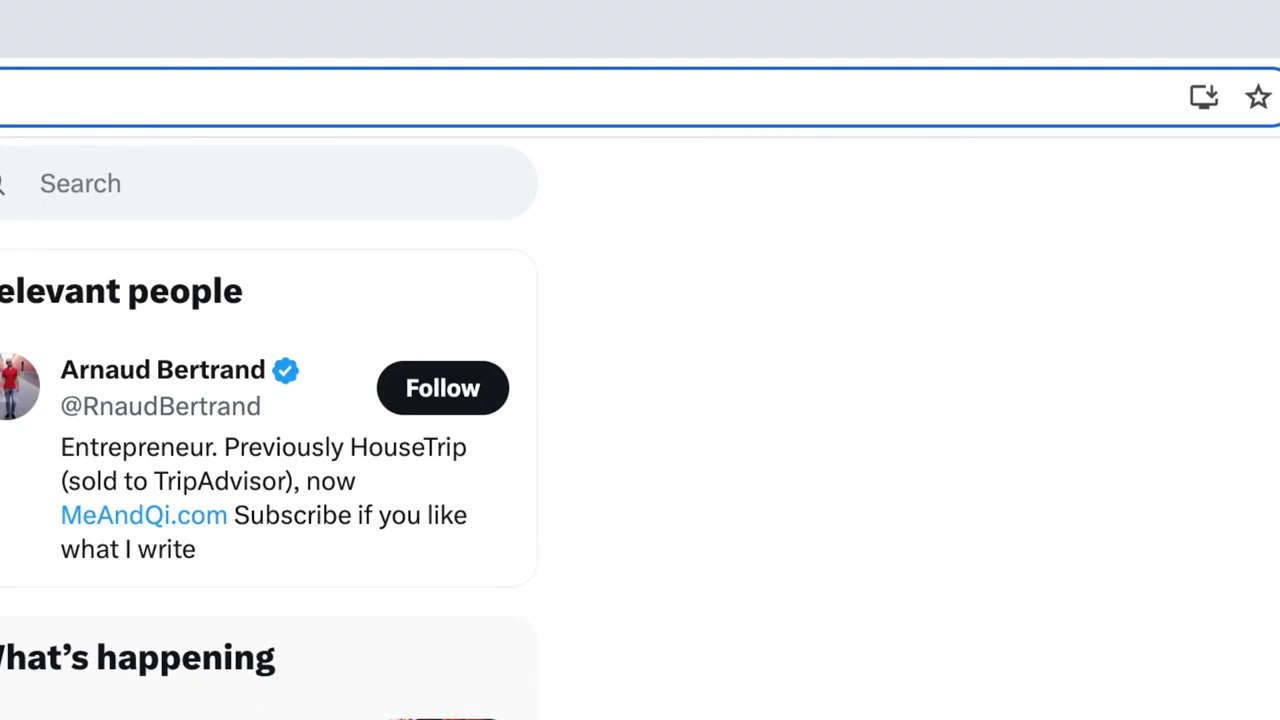 Search
elevant people
Arnaud Bertrand
Follow
@RnaudBertrand
Entrepreneur. Previously HouseTrip
(sold to TripAdvisor), now
MeAndQi.com Subscribe if you like
what I write
hat’s happening